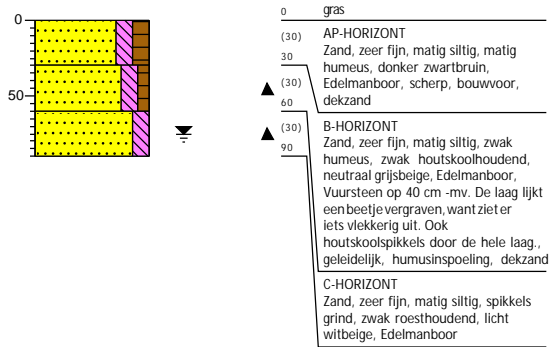 0
50
0
gras
(30)
30
(30)
60
(30)
90
AP-HORIZONT
Zand, zeer fijn, matig siltig, matig
humeus, donker zwartbruin,
Edelmanboor, scherp, bouwvoor,
dekzand
B-HORIZONT
Zand, zeer fijn, matig siltig, zwak
humeus, zwak houtskoolhoudend,
neutraal grijsbeige, Edelmanboor,
Vuursteen op 40 cm -mv. De laag lijkt
een beetje vergraven, want ziet er
iets vlekkerig uit. Ook
houtskoolspikkels door de hele laag.,
geleidelijk, humusinspoeling, dekzand
C-HORIZONT
Zand, zeer fijn, matig siltig, spikkels
grind, zwak roesthoudend, licht
witbeige, Edelmanboor